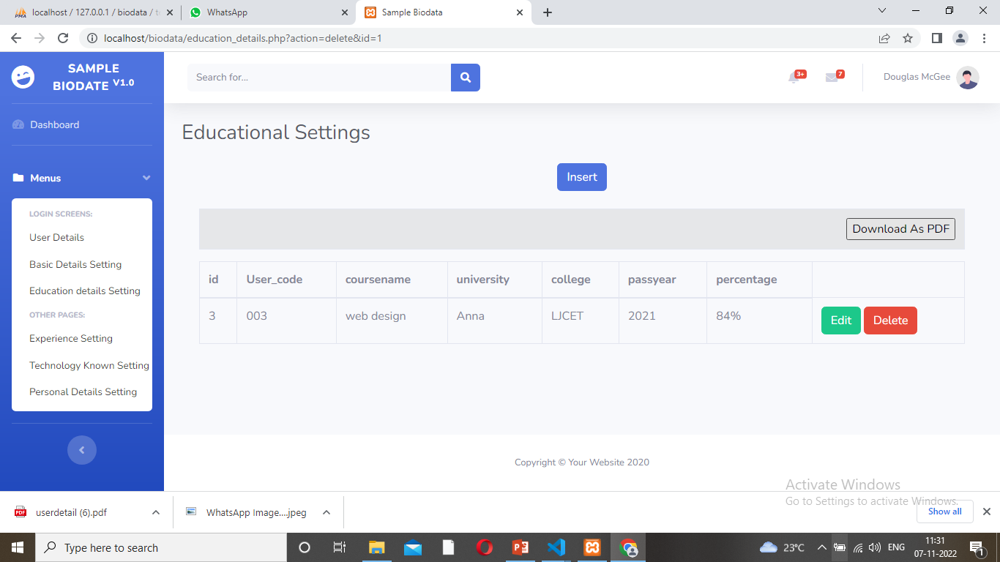 localhost / 127.0.0.1 / biodata / t
WhatsApp
Sample Biodata
localhost/biodata/education_details.php?action=delete&id=1
SAMPLE
BIODATE V1.0
Search for...
3+
7
Douglas McGee
Dashboard
Educational Settings
Menus
Insert
LOGIN SCREENS:
User Details
Basic Details Setting
Education details Setting
OTHER PAGES:
Experience Setting
Technology Known Setting
Personal Details Setting
Download As PDF
id User_code coursename university college passyear percentage
3 003 web design Anna LJCET 2021 84% Edit Delete
Copyright © Your Website 2020
Activate Windows
Go to Settings to activate Windows.
PDF
userdetail (6).pdf
WhatsApp Image....jpeg
Show all
Type here to search
23°C
ENG
11:31
07-11-2022
1